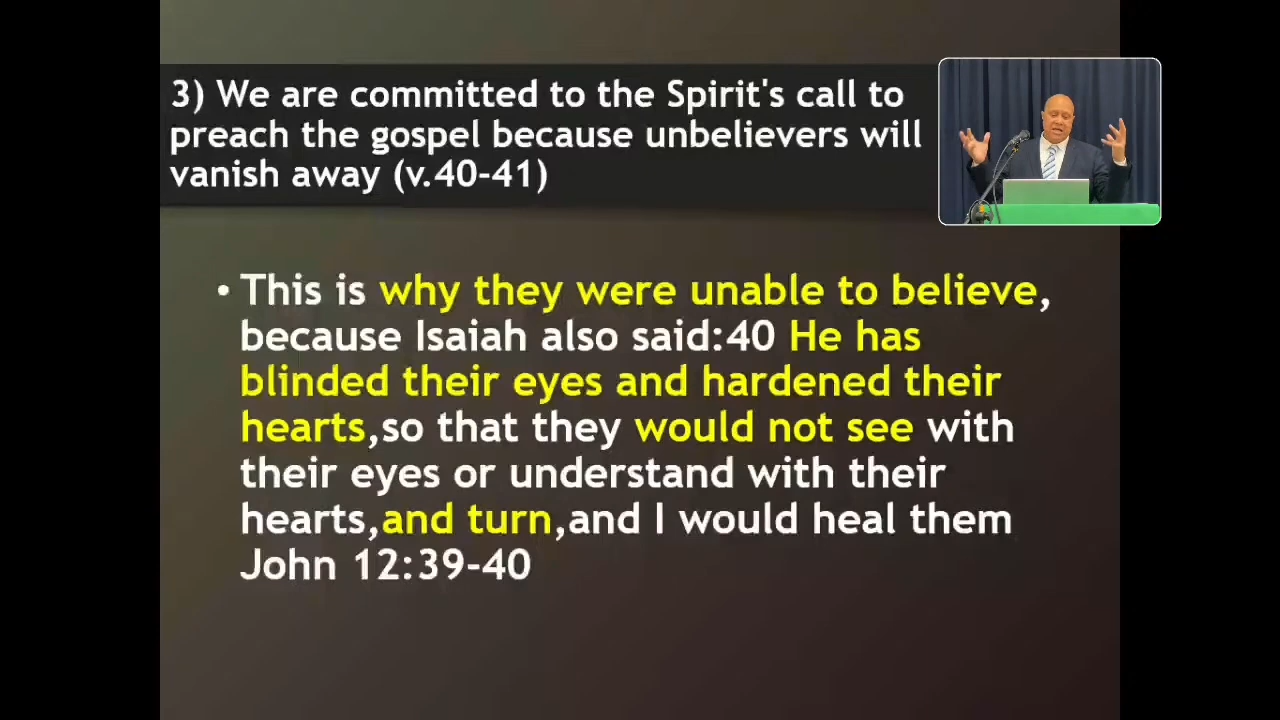 3) We are committed to the Spirit's call to
preach the gospel because unbelievers will
vanish away (v.40-41)
• This is why they were unable to believe,
because Isaiah also said:40 He has
blinded their eyes and hardened their
hearts,so that they would not see with
their eyes or understand with their
hearts,and turn,and I would heal them
John 12:39-40